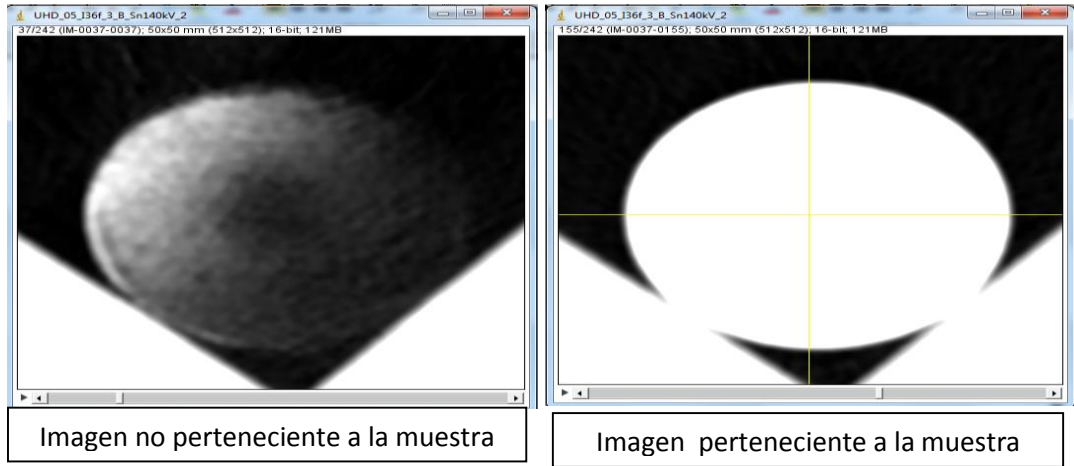 UHD_05_I36f_3_B_Sn140kV_2
37/242 (IM-0037-0037); 50x50 mm (512x512); 16-bit; 121MB
Imagen no perteneciente a la muestra
UHD_05_I36f_3_B_Sn140kV_2
155/242 (IM-0037-0155); 50x50 mm (512x512); 16-bit; 121MB
Imagen perteneciente a la muestra